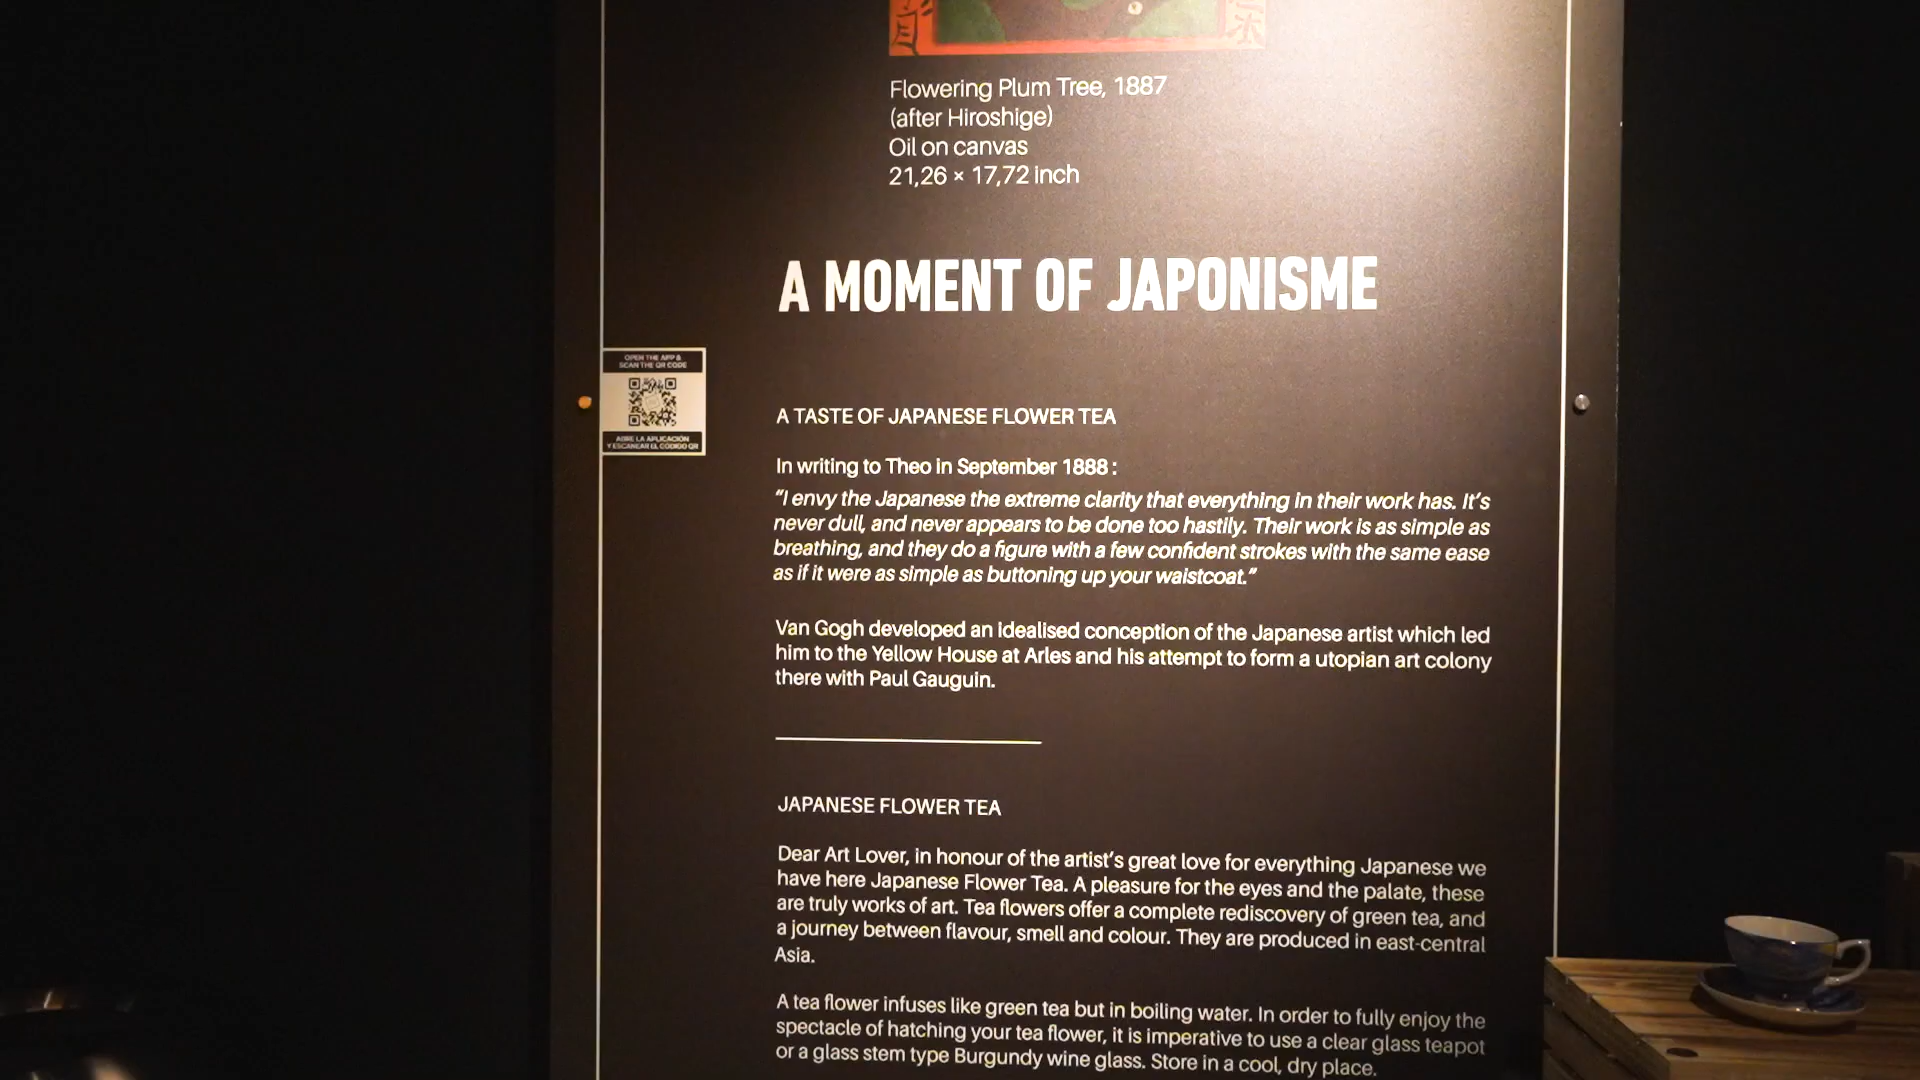 Flowering Plum Tree, 1887
(after Hiroshige)
Oil on canvas
21,26 × 17,72 inch
A MOMENT OF JAPONISME
OPEN THE APP &
SCAN THE QR CODE
ABRE LA APLICACIÓN
Y ESCANEAR EL CÓDIGO QR
A TASTE OF JAPANESE FLOWER TEA
In writing to Theo in September 1888 :
“I envy the Japanese the extreme clarity that everything in their work has. It’s
never dull, and never appears to be done too hastily. Their work is as simple as
breathing, and they do a figure with a few confident strokes with the same ease
as if it were as simple as buttoning up your waistcoat.”
Van Gogh developed an idealised conception of the Japanese artist which led
him to the Yellow House at Arles and his attempt to form a utopian art colony
there with Paul Gauguin.
JAPANESE FLOWER TEA
Dear Art Lover, in honour of the artist’s great love for everything Japanese we
have here Japanese Flower Tea. A pleasure for the eyes and the palate, these
are truly works of art. Tea flowers offer a complete rediscovery of green tea, and
a journey between flavour, smell and colour. They are produced in east-central
Asia.
A tea flower infuses like green tea but in boiling water. In order to fully enjoy the
spectacle of hatching your tea flower, it is imperative to use a clear glass teapot
or a glass stem type Burgundy wine glass. Store in a cool, dry place.